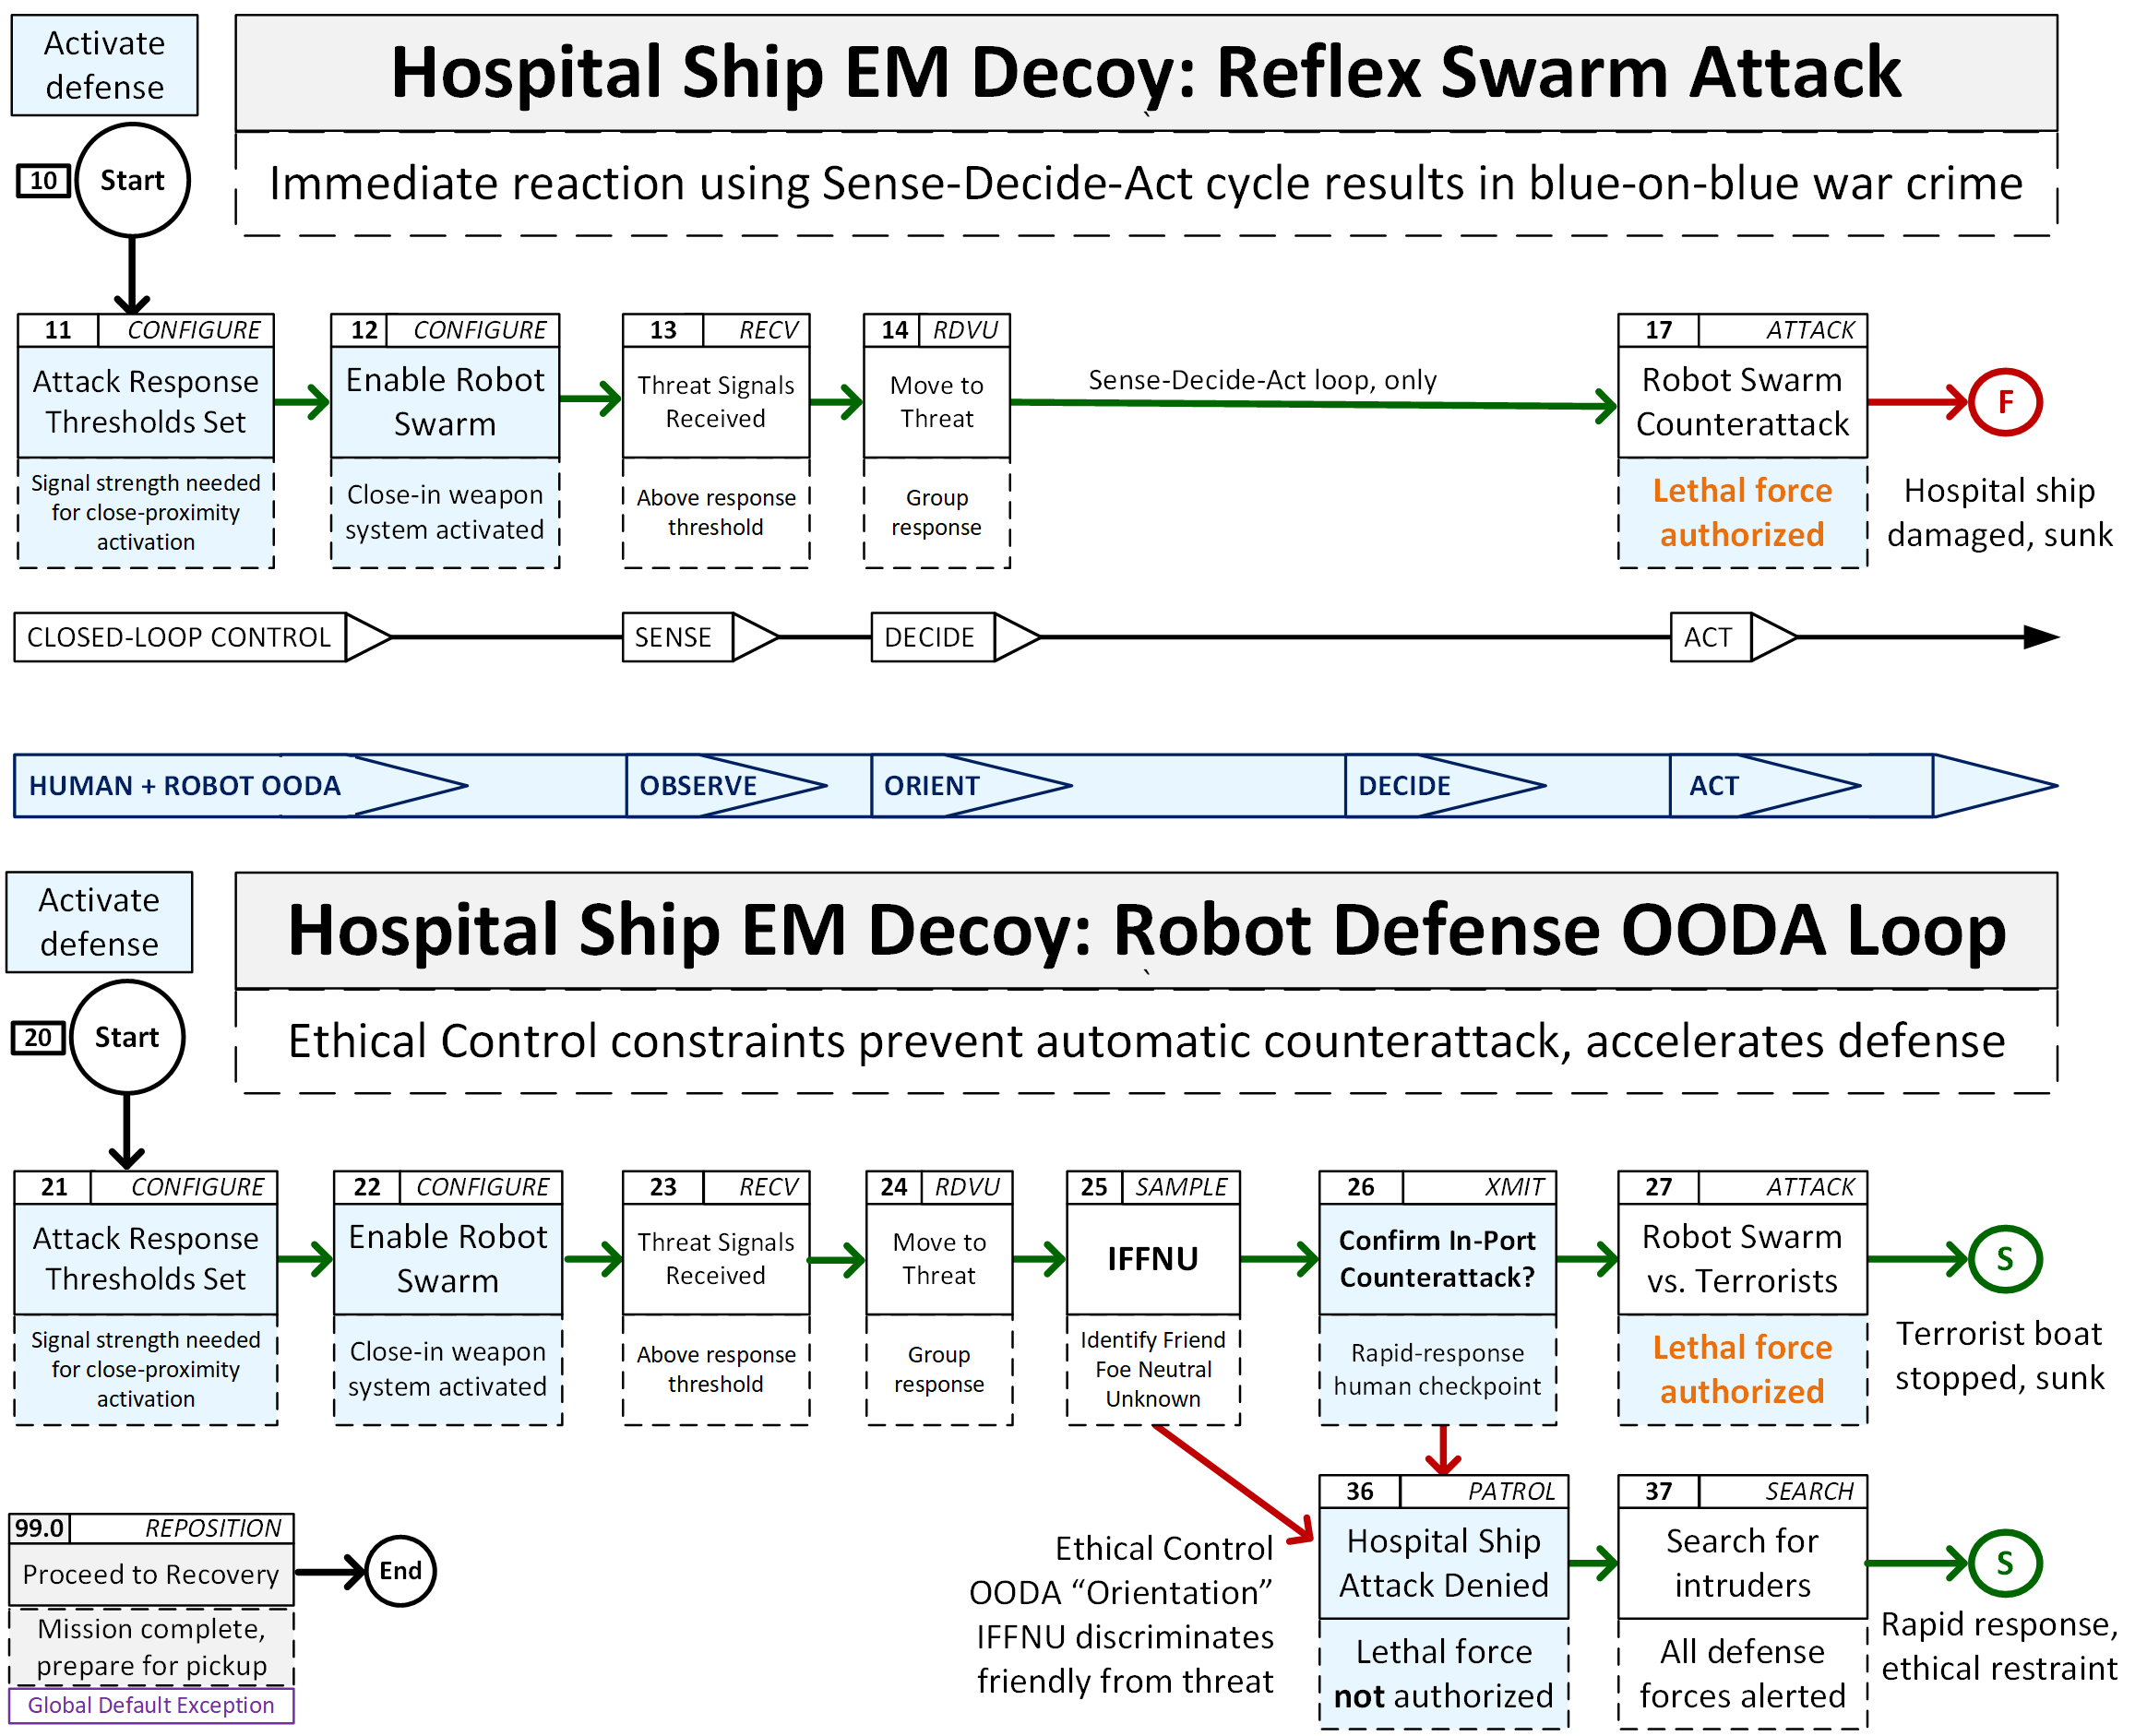 Activate
defense
Hospital Ship EM Decoy: Reflex Swarm Attack
`
10
Start
Immediate reaction using Sense-Decide-Act cycle results in blue-on-blue war crime
11 CONFIGURE
Attack Response
Thresholds Set
Signal strength needed
for close-proximity
activation
12 CONFIGURE
Enable Robot
Swarm
Close-in weapon
system activated
13 RECV
Threat Signals
Received
Above response
threshold
14 RDVU
Move to
Threat
Group
response
Sense-Decide-Act loop, only
17 ATTACK
Robot Swarm
Counterattack
Lethal force
authorized
F
Hospital ship
damaged, sunk
CLOSED-LOOP CONTROL
SENSE
DECIDE
ACT
HUMAN + ROBOT OODA
OBSERVE
ORIENT
DECIDE
ACT
Activate
defense
Hospital Ship EM Decoy: Robot Defense OODA Loop
`
20
Start
Ethical Control constraints prevent automatic counterattack, accelerates defense
21 CONFIGURE
Attack Response
Thresholds Set
Signal strength needed
for close-proximity
activation
22 CONFIGURE
Enable Robot
Swarm
Close-in weapon
system activated
23 RECV
Threat Signals
Received
Above response
threshold
24 RDVU
Move to
Threat
Group
response
25 SAMPLE
IFFNU
Identify Friend
Foe Neutral
Unknown
26 XMIT
Confirm In-Port
Counterattack?
Rapid-response
human checkpoint
27 ATTACK
Robot Swarm
vs. Terrorists
Lethal force
authorized
S
Terrorist boat
stopped, sunk
99.0 REPOSITION
Proceed to Recovery
Mission complete,
prepare for pickup
Global Default Exception
End
Ethical Control
OODA “Orientation”
IFFNU discriminates
friendly from threat
36 PATROL
Hospital Ship
Attack Denied
Lethal force
not authorized
37 SEARCH
Search for
intruders
All defense
forces alerted
S
Rapid response,
ethical restraint